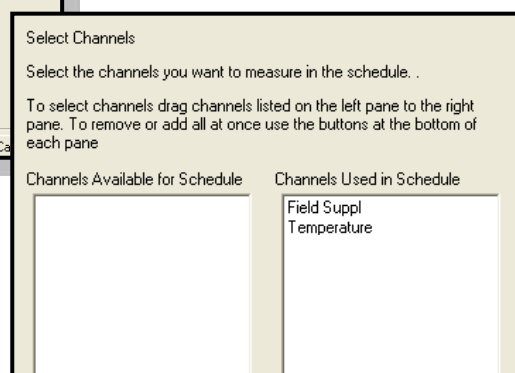 Select Channels
Select the channels you want to measure in the schedule. .
To select channels drag channels listed on the left pane to the right
pane. To remove or add all at once use the buttons at the bottom of
each pane
Ca
Channels Available for Schedule
Channels Used in Schedule
Field Suppl
Temperature